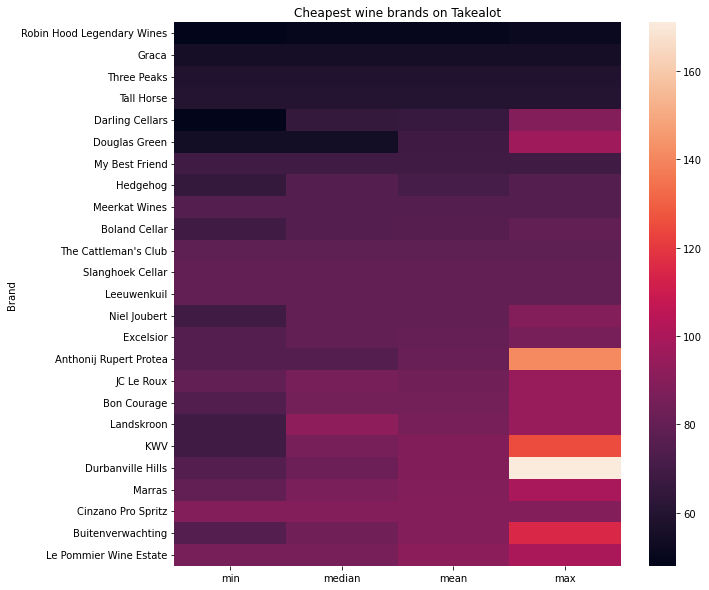 Cheapest wine brands on Takealot
Robin Hood Legendary Wines
Graca
Three Peaks
Tall Horse
Darling Cellars
Douglas Green
My Best Friend
Hedgehog
Meerkat Wines
Boland Cellar
The Cattleman's Club
Slanghoek Cellar
Leeuwenkuil
Niel Joubert
Excelsior
Anthonij Rupert Protea
JC Le Roux
Bon Courage
Landskroon
KWV
Durbanville Hills
Marras
Cinzano Pro Spritz
Buitenverwachting
Le Pommier Wine Estate
Brand
min
median
mean
max
160
140
120
100
80
60